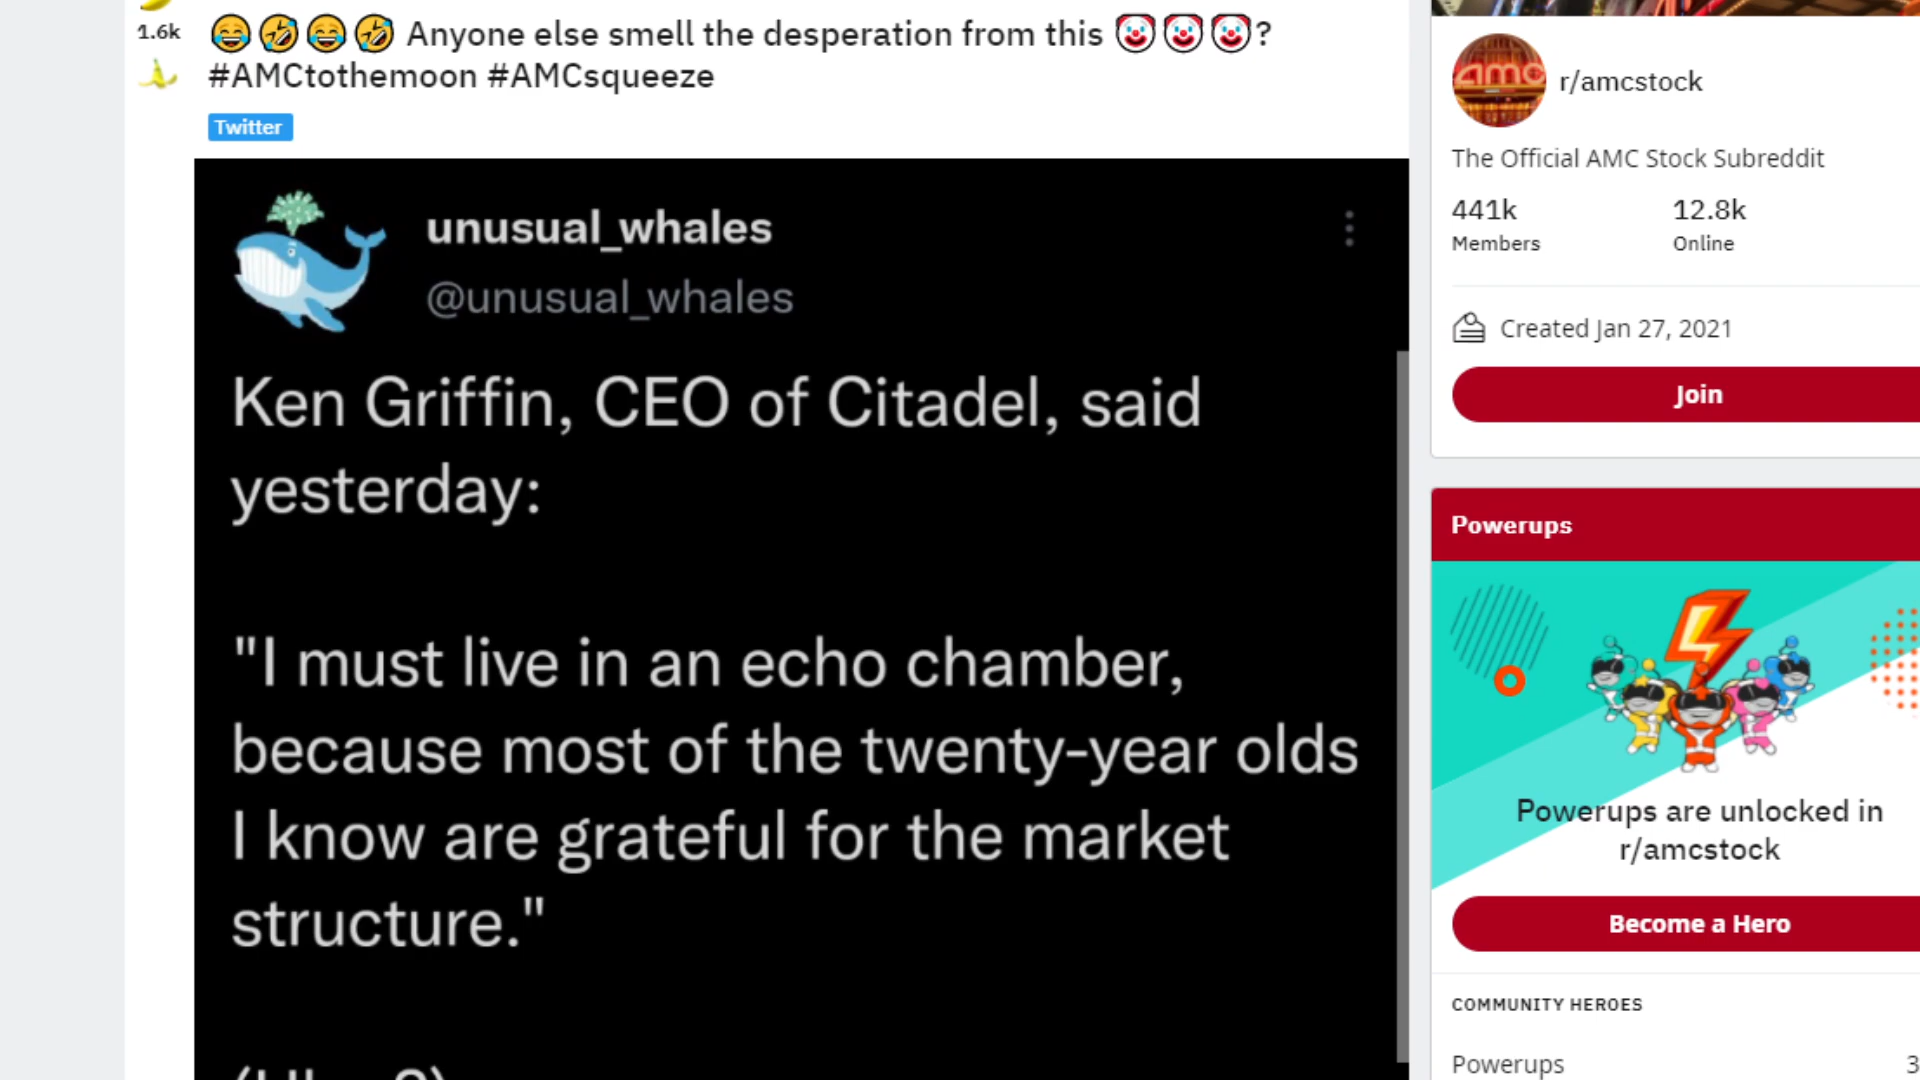 1.6k
😂🤣😂🤣 Anyone else smell the desperation from this 🤡🤡🤡?
#AMCtothemoon #AMCsqueeze
Twitter
unusual_whales
@unusual_whales
Ken Griffin, CEO of Citadel, said
yesterday:
"I must live in an echo chamber,
because most of the twenty-year olds
I know are grateful for the market
structure."
amc
r/amcstock
The Official AMC Stock Subreddit
441k 12.8k
Members Online
Created Jan 27, 2021
Join
Powerups
Powerups are unlocked in
r/amcstock
Become a Hero
COMMUNITY HEROES
Powerups 3